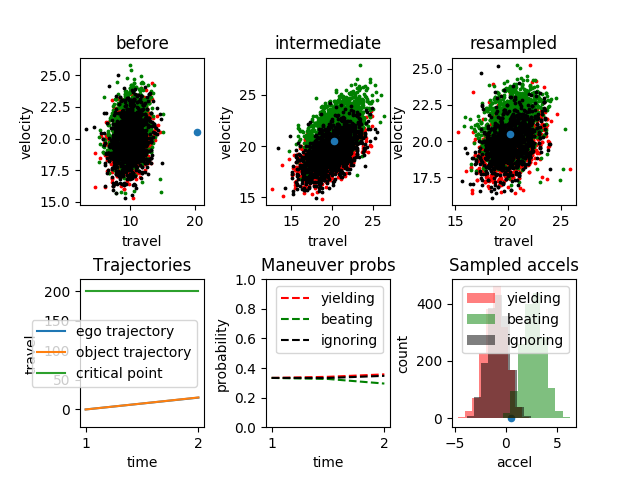 before
intermediate
resampled
25.0
22.5
20.0
17.5
15.0
velocity
10
20
travel
25
20
15
velocity
15
20
25
travel
25.0
22.5
20.0
17.5
velocity
15
20
25
travel
Trajectories
Maneuver probs
Sampled accels
200
150
100
50
0
travel
ego trajectory
object trajectory
critical point
1
2
time
1.0
0.8
0.6
0.4
0.2
0.0
probability
yielding
beating
ignoring
1
2
time
400
200
0
count
yielding
beating
ignoring
−5
0
5
accel